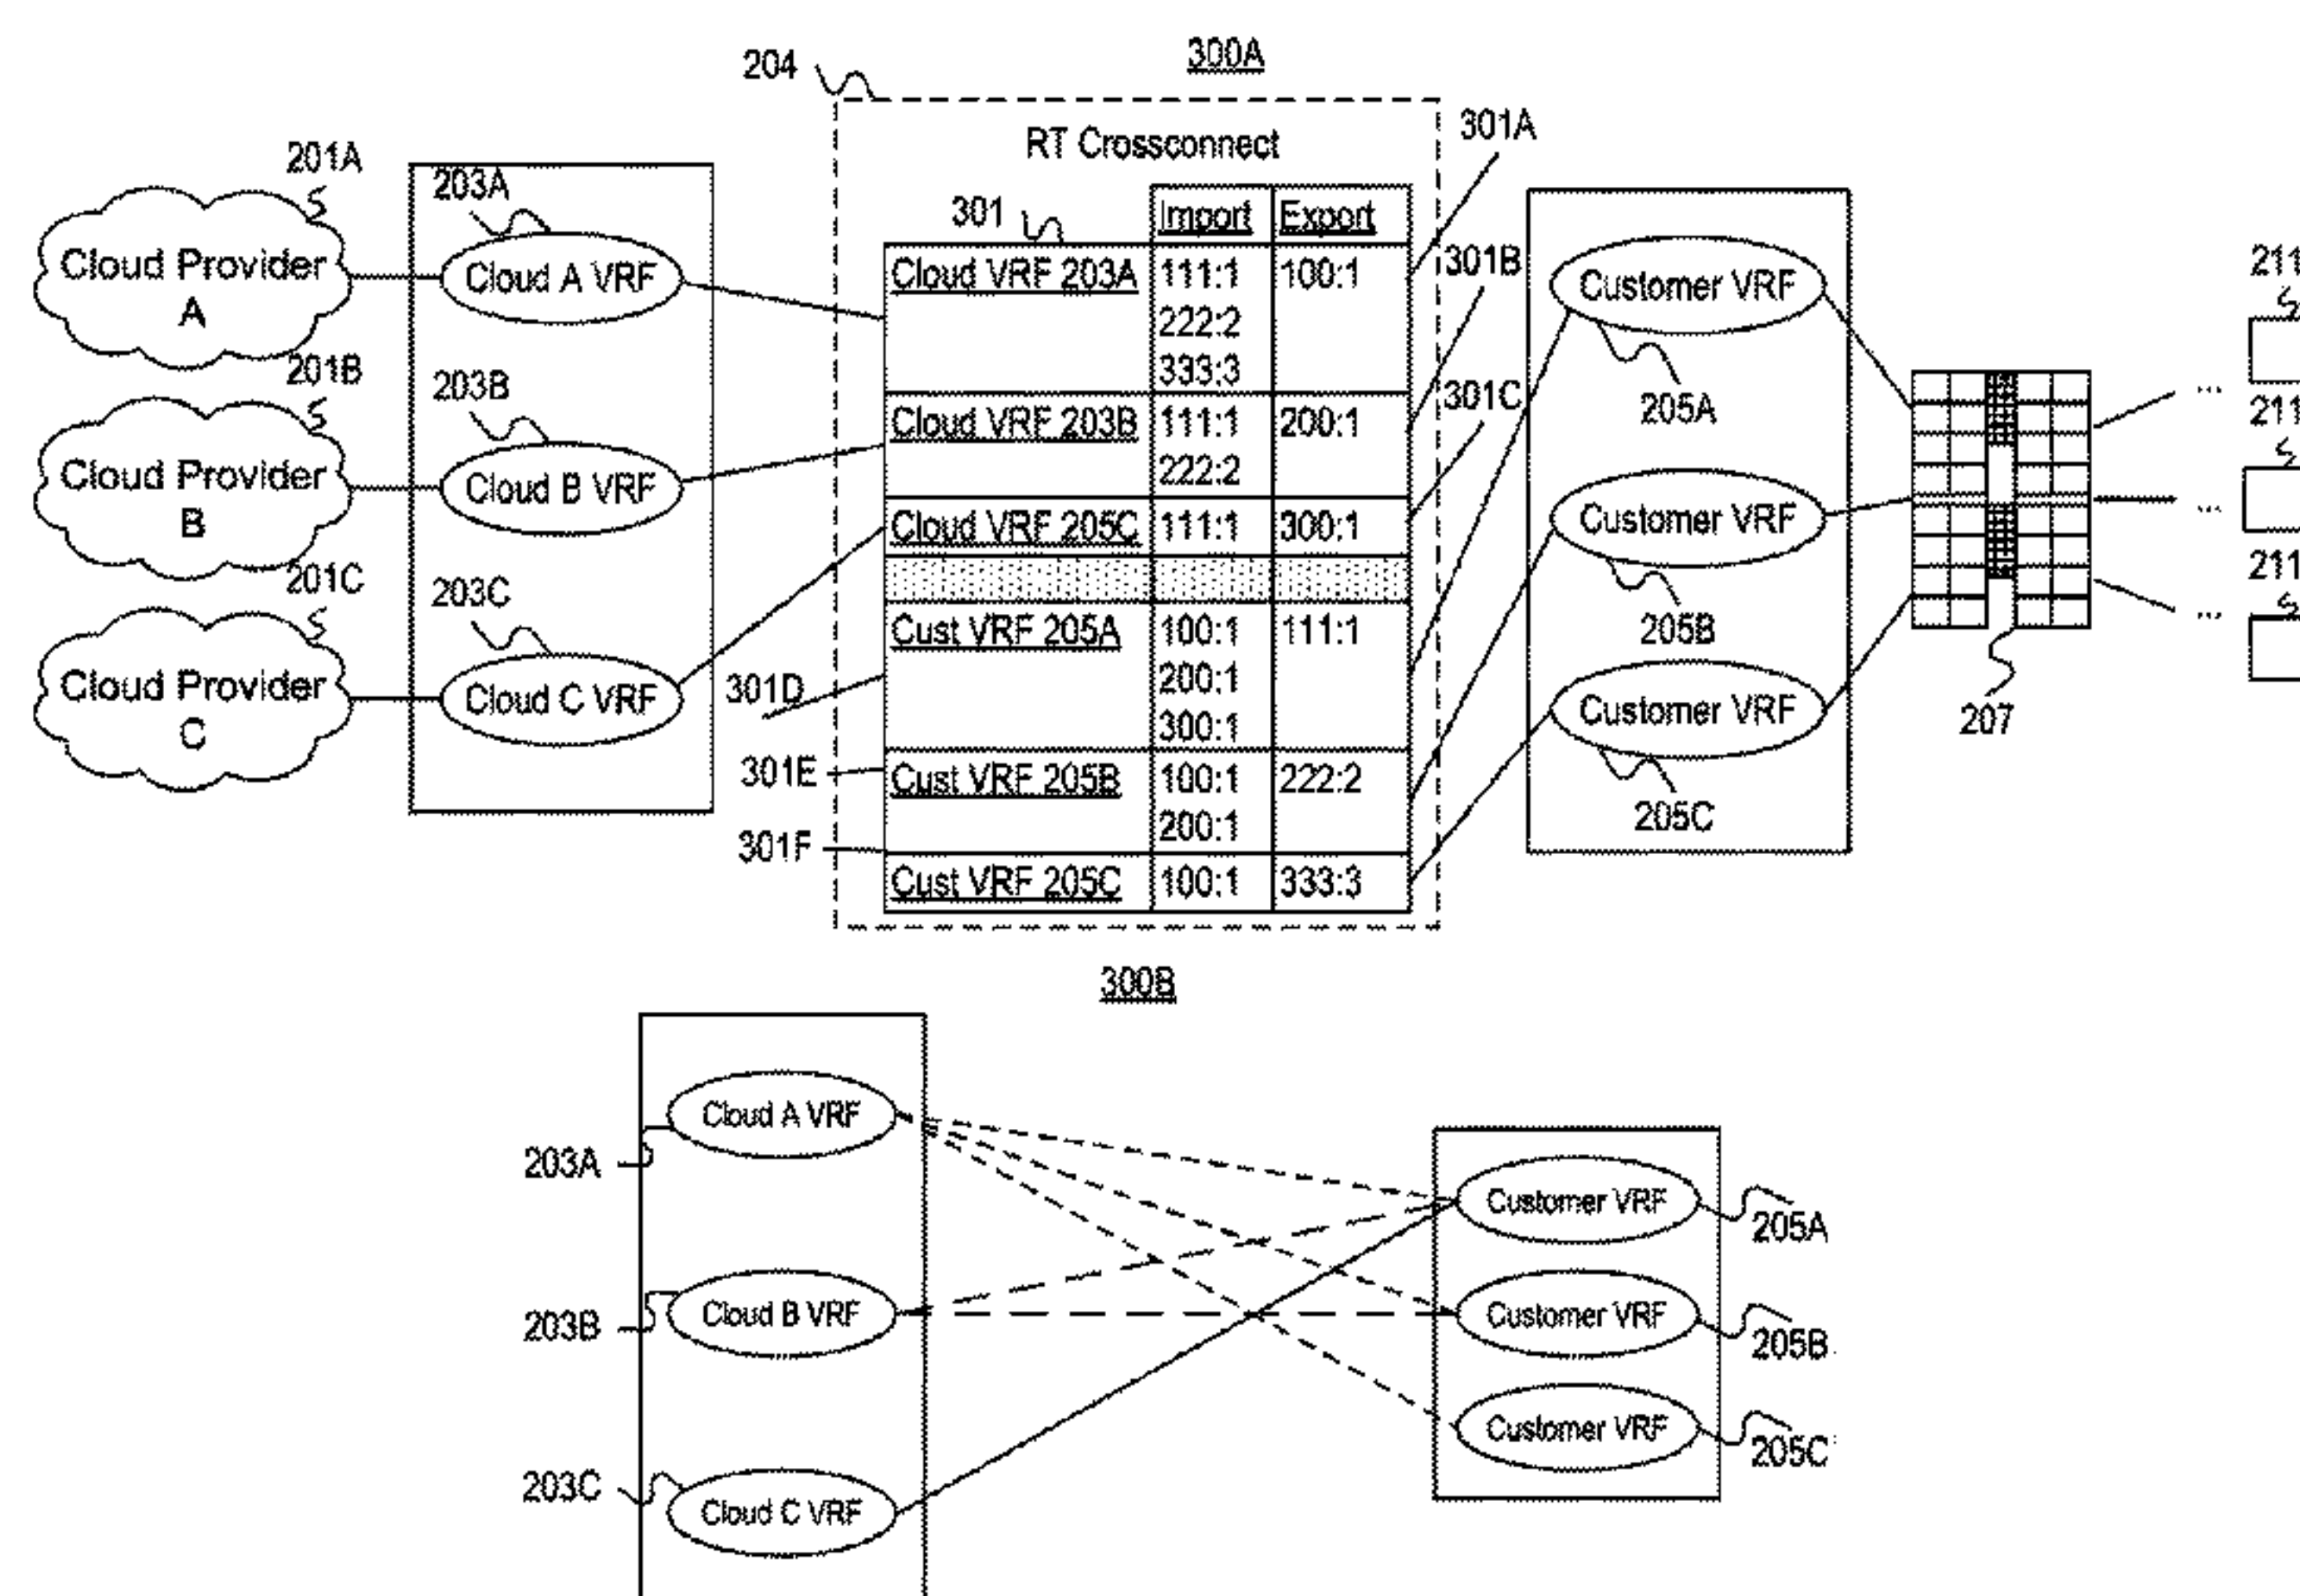 300A
204
RT Crossconnect
301A
201A
203A
301
Import Export
Cloud Provider
A
Cloud A VRF
Cloud VRF 203A 111:1 100:1
222:2
333:3
301B
Customer VRF
205A
211
201B
203B
Cloud Provider
B
Cloud B VRF
Cloud VRF 203B 111:1 200:1
222:2
301C
Customer VRF
205B
...
211
201C
203C
Cloud Provider
C
Cloud C VRF
Cloud VRF 205C 111:1 300:1
Customer VRF
205C
207
...
211
...
301D
Cust VRF 205A 100:1 111:1
200:1
300:1
301E
Cust VRF 205B 100:1 222:2
200:1
301F
Cust VRF 205C 100:1 333:3
300B
Cloud A VRF
203A
Customer VRF
205A
Cloud B VRF
203B
Customer VRF
205B
Customer VRF
205C
203C
Cloud C VRF